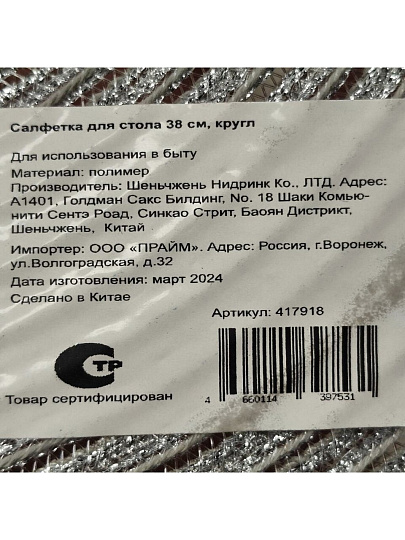 Салфетка для стола 38 см, кругл
Для использования в быту
Материал: полимер
Производитель: Шеньчжень Нидринк Ко., ЛТД. Адрес:
А1401, Голдман Сакс Билдинг, No. 18 Шаки Комью-
нити Сентэ Роад, Синкао Стрит, Баоян Дистрикт,
Шеньчжень, Китай
Импортер: ООО «ПРАЙМ». Адрес: Россия, г.Воронеж,
ул.Волгоградская, д.32
Дата изготовления: март 2024
Сделано в Китае
Артикул: 417918
ТР
Товар сертифицирован
4 660114 397531